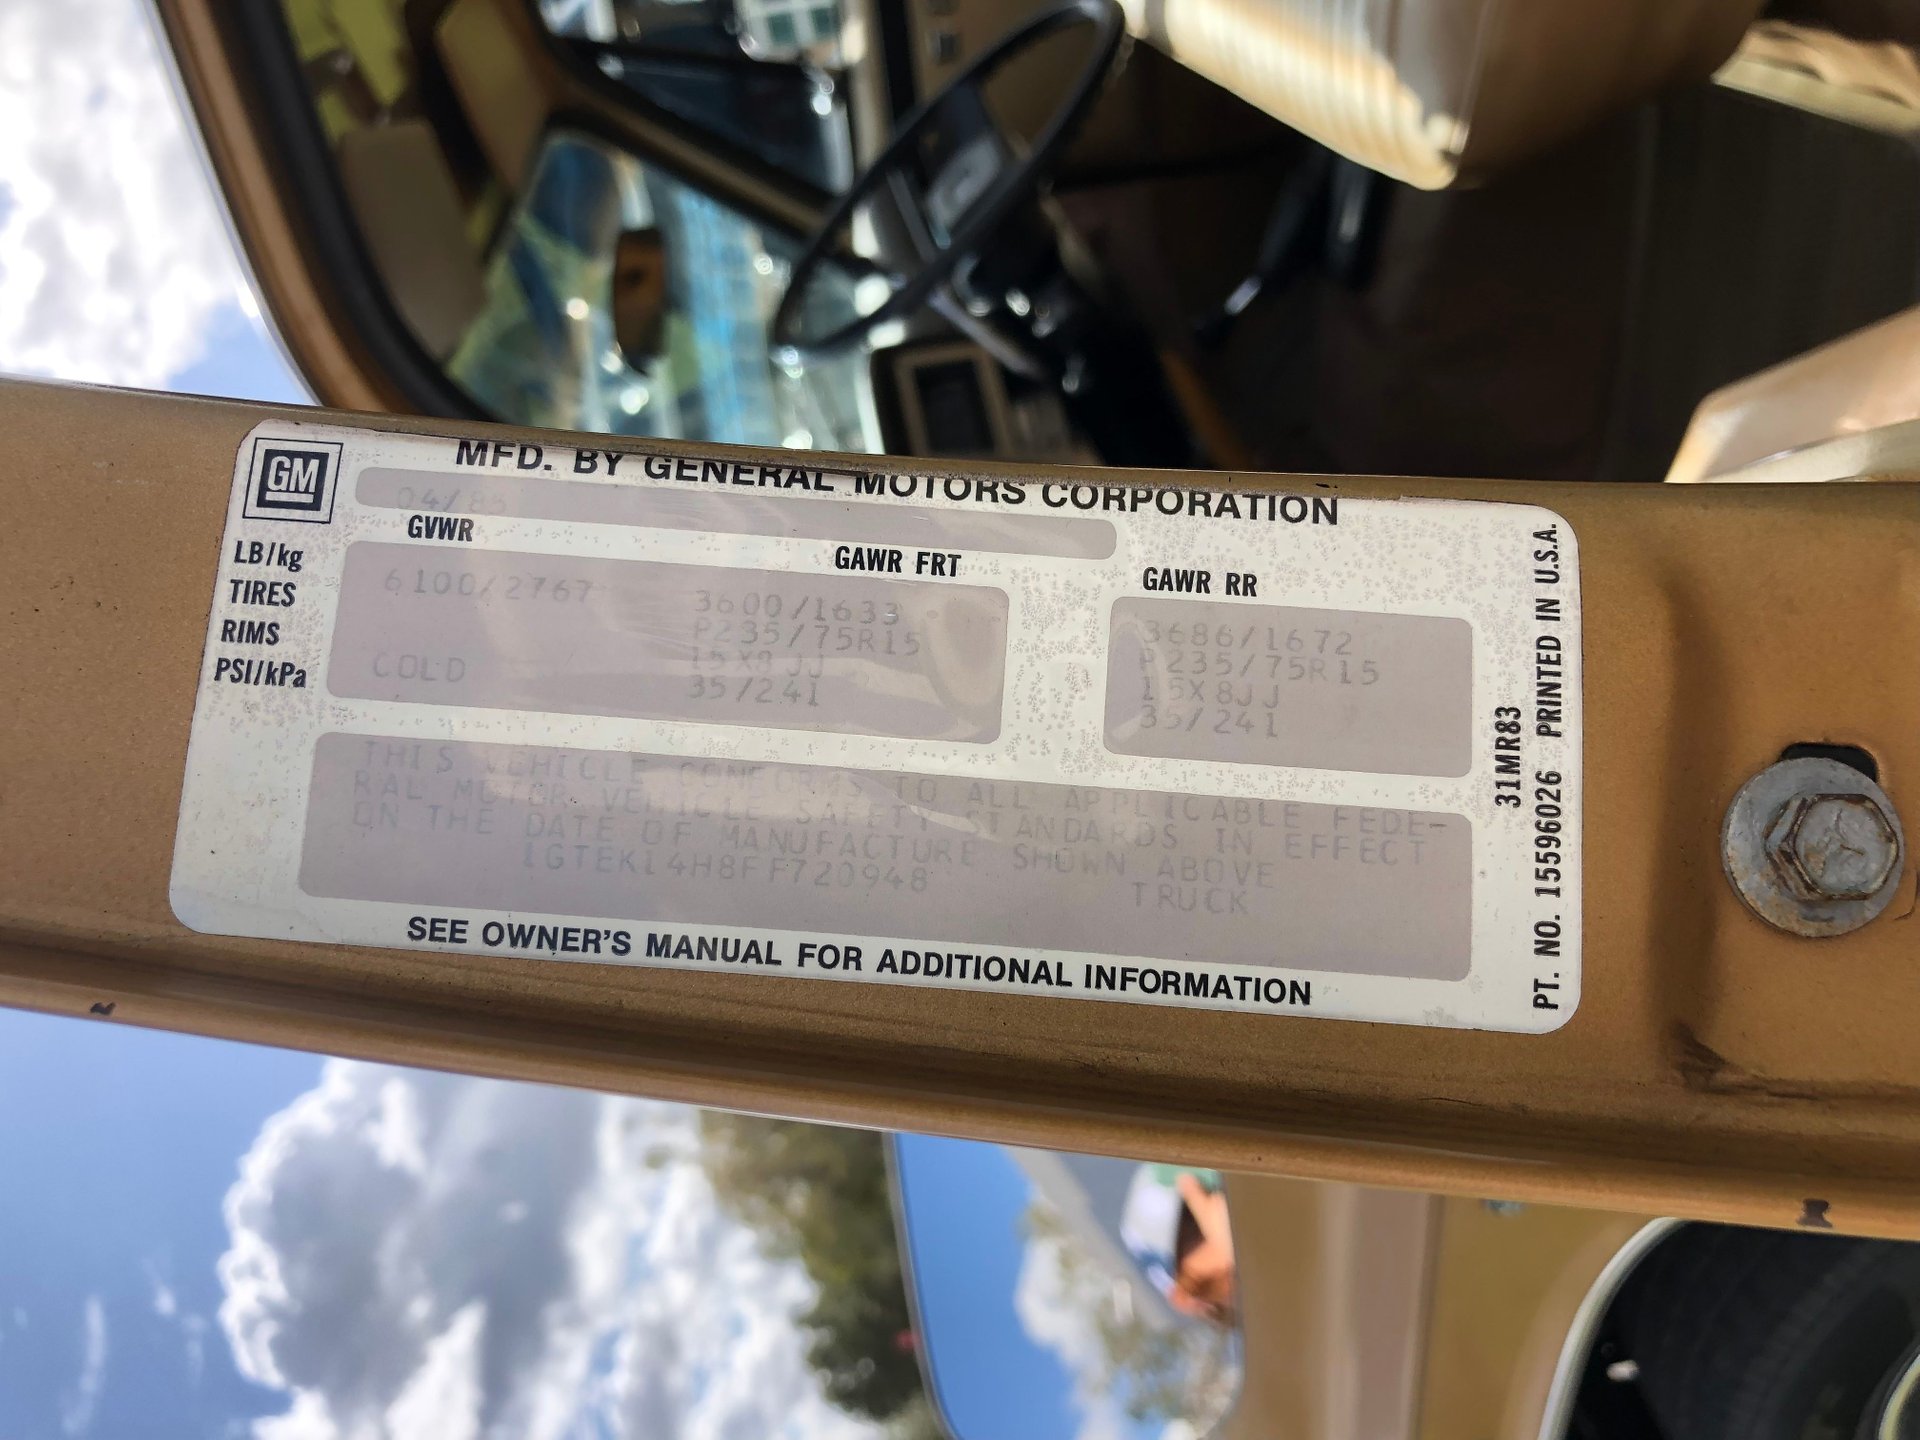 GM
MFD. BY GENERAL MOTORS CORPORATION
04/85
GVWR GAWR FRT GAWR RR
LB/kg 6100/2767 3600/1633 3686/1672
TIRES P235/75R15 P235/75R15
RIMS 15X8JJ 15X8JJ
PSI/kPa COLD 35/241 35/241
THIS VEHICLE CONFORMS TO ALL APPLICABLE FEDE-
RAL MOTOR VEHICLE SAFETY STANDARDS IN EFFECT
ON THE DATE OF MANUFACTURE SHOWN ABOVE
1GTEK14H8FF720948 TRUCK
SEE OWNER'S MANUAL FOR ADDITIONAL INFORMATION
31MR83
PT. NO. 15596026 PRINTED IN U.S.A.